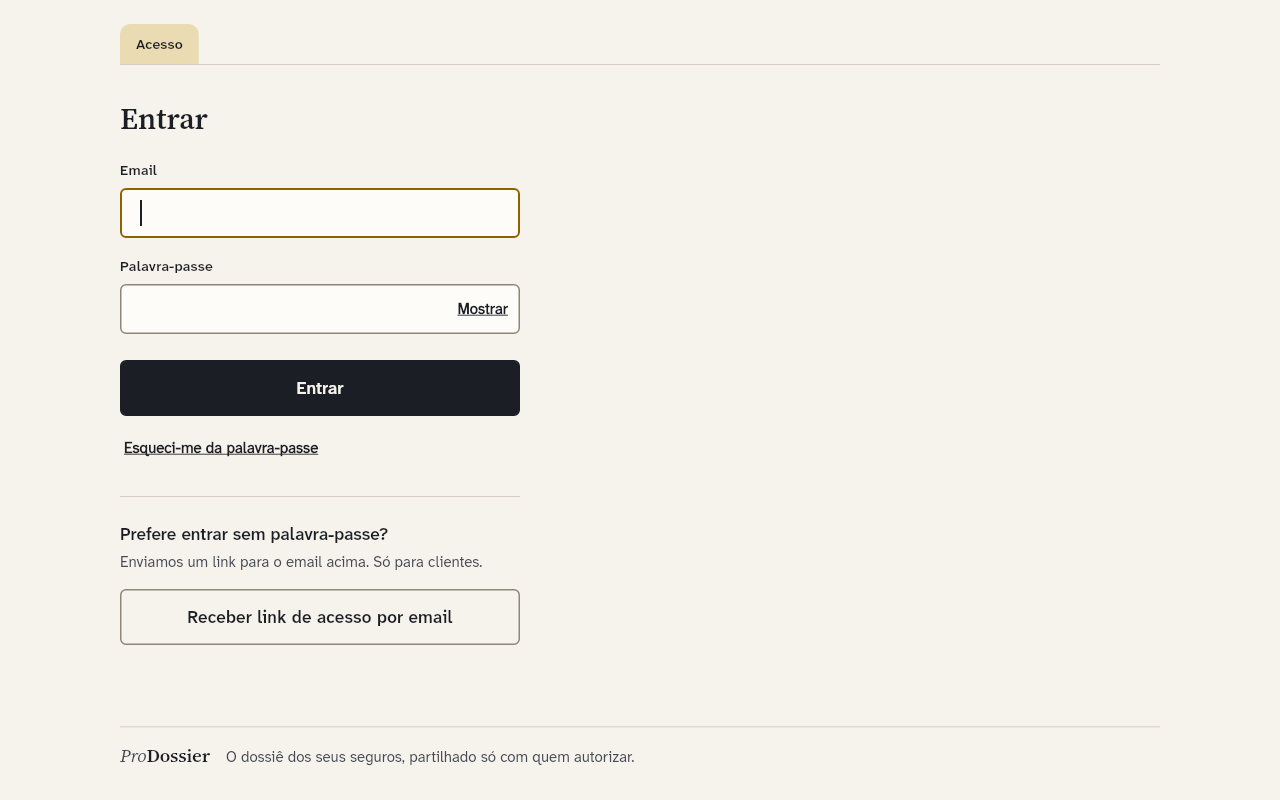 Acesso
Entrar
Email
Palavra-passe
Mostrar
Entrar
Esqueci-me da palavra-passe
Prefere entrar sem palavra-passe?
Enviamos um link para o email acima. Só para clientes.
Receber link de acesso por email
ProDossier O dossiê dos seus seguros, partilhado só com quem autorizar.